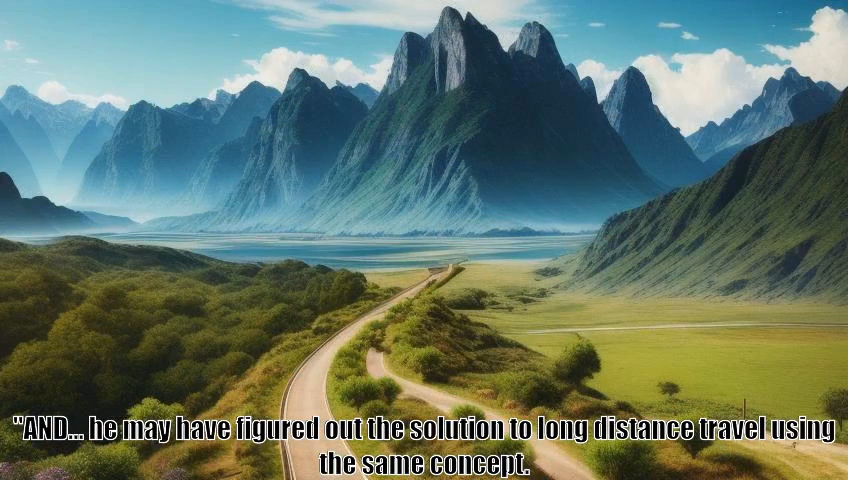 "AND... he may have figured out the solution to long distance travel using
the same concept.